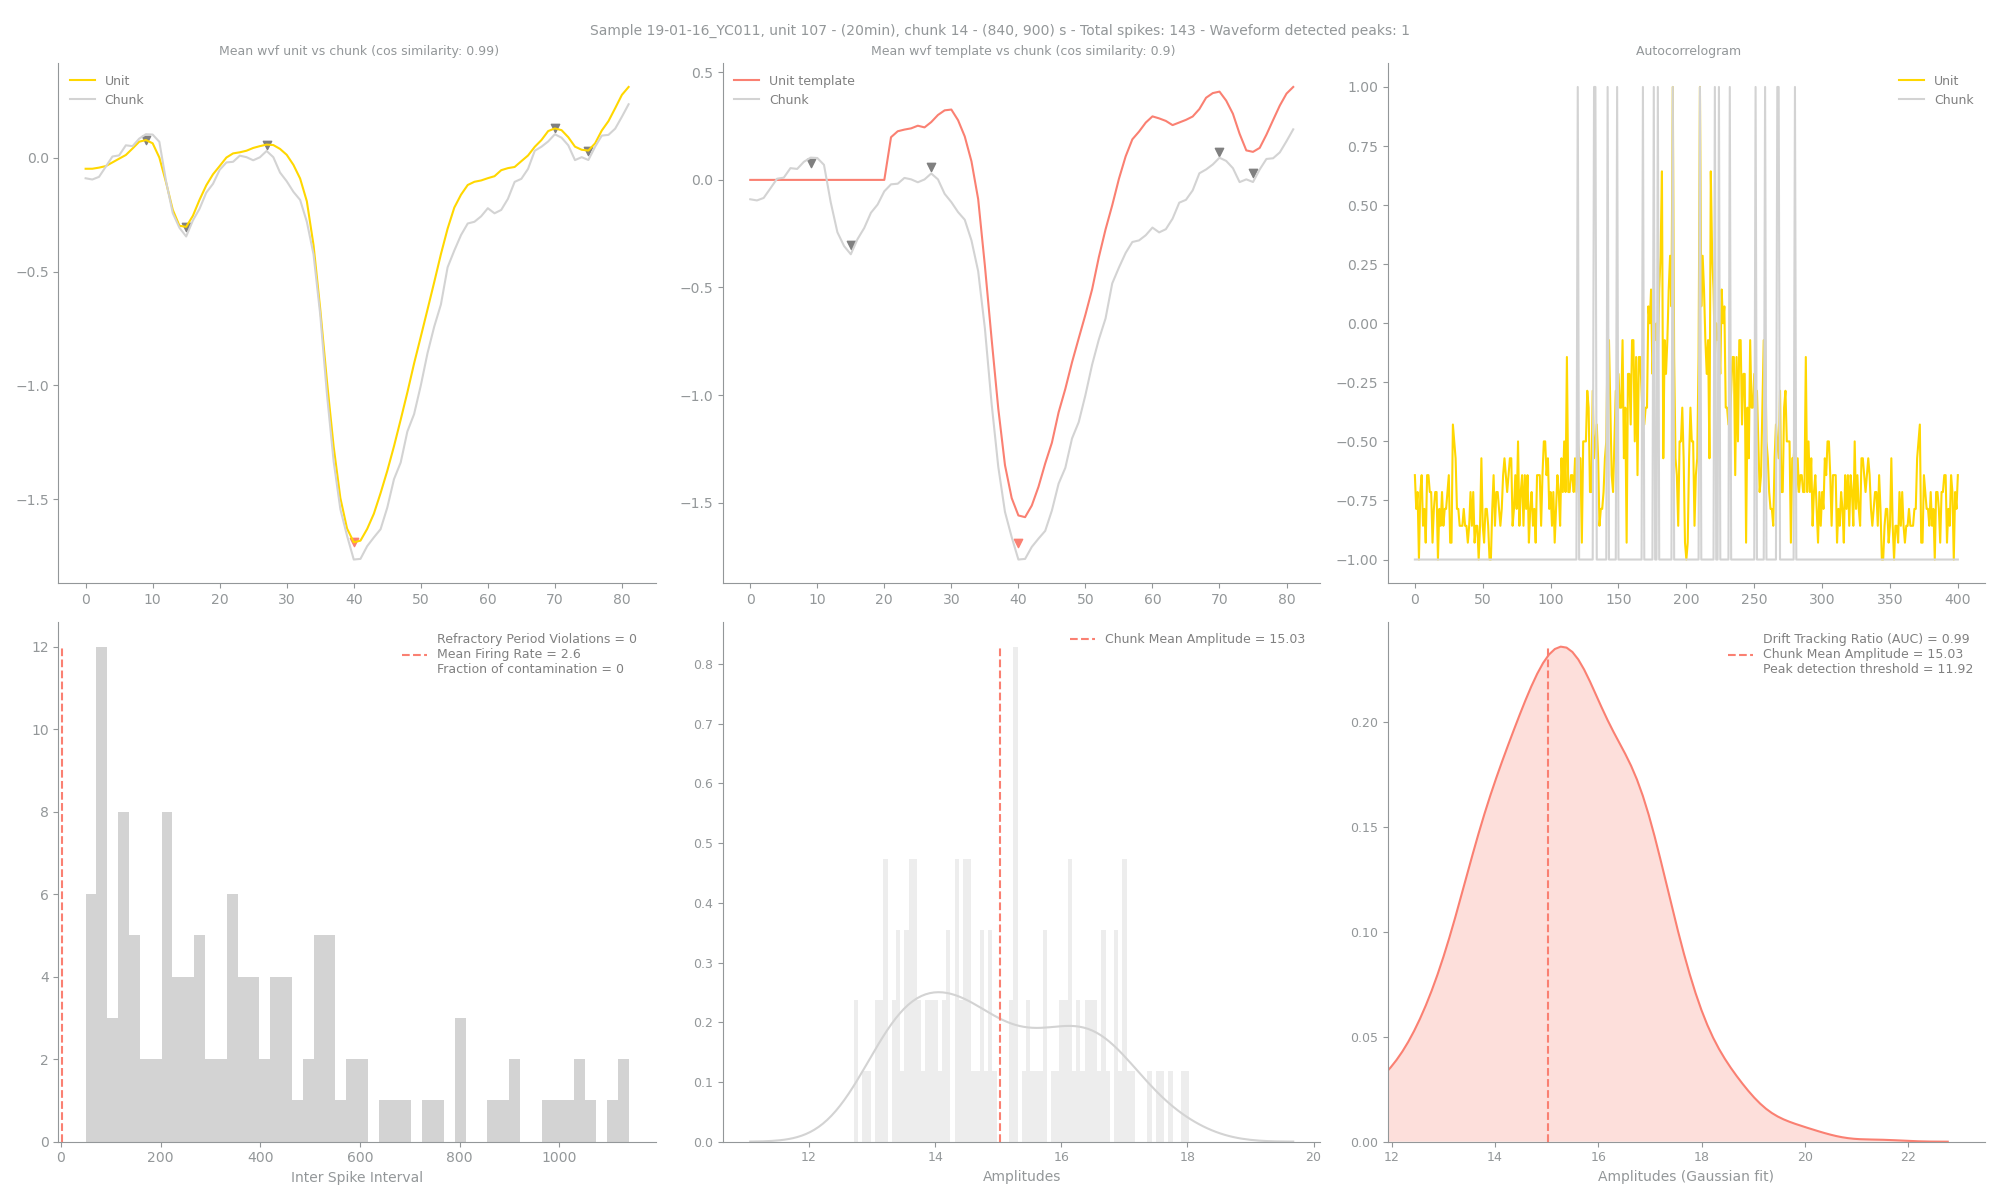 Sample 19-01-16_YC011, unit 107 - (20min), chunk 14 - (840, 900) s - Total spikes: 143 - Waveform detected peaks: 1
Mean wvf unit vs chunk (cos similarity: 0.99)
Unit
Chunk
0.0
−0.5
−1.0
−1.5
0 10 20 30 40 50 60 70 80
Mean wvf template vs chunk (cos similarity: 0.9)
Unit template
Chunk
0.5
0.0
−0.5
−1.0
−1.5
0 10 20 30 40 50 60 70 80
Autocorrelogram
Unit
Chunk
1.00
0.75
0.50
0.25
0.00
−0.25
−0.50
−0.75
−1.00
0 50 100 150 200 250 300 350 400
Refractory Period Violations = 0
Mean Firing Rate = 2.6
Fraction of contamination = 0
12
10
8
6
4
2
0
0 200 400 600 800 1000
Inter Spike Interval
Chunk Mean Amplitude = 15.03
0.8
0.7
0.6
0.5
0.4
0.3
0.2
0.1
0.0
12 14 16 18 20
Amplitudes
Drift Tracking Ratio (AUC) = 0.99
Chunk Mean Amplitude = 15.03
Peak detection threshold = 11.92
0.20
0.15
0.10
0.05
0.00
12 14 16 18 20 22
Amplitudes (Gaussian fit)